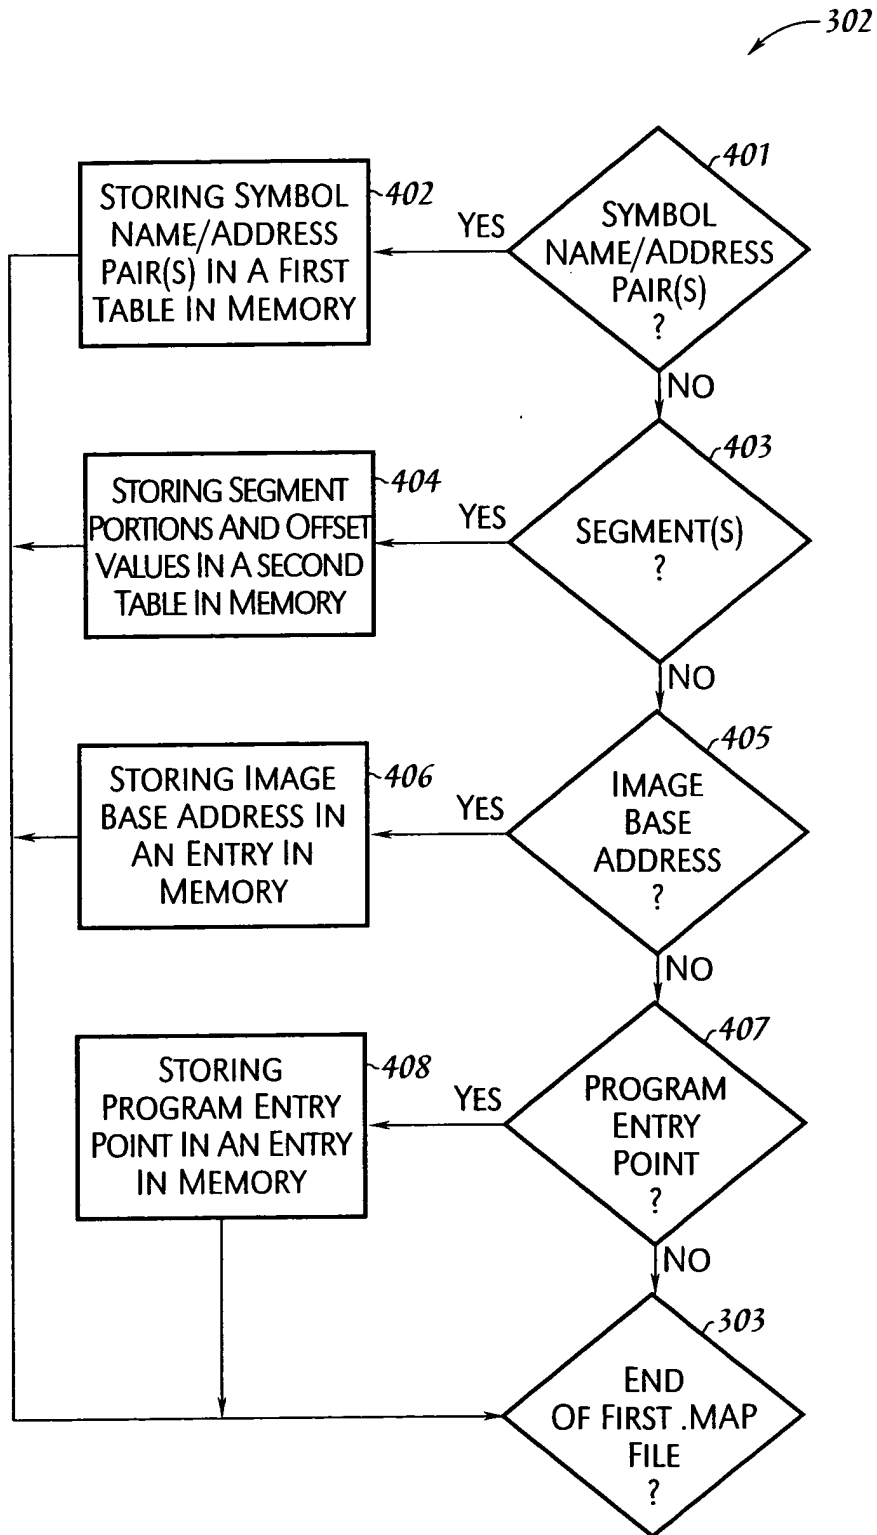 302
401
SYMBOL
NAME/ADDRESS
PAIR(S)
?
YES
402
STORING SYMBOL
NAME/ADDRESS
PAIR(S) IN A FIRST
TABLE IN MEMORY
NO
403
SEGMENT(S)
?
YES
404
STORING SEGMENT
PORTIONS AND OFFSET
VALUES IN A SECOND
TABLE IN MEMORY
NO
405
IMAGE
BASE
ADDRESS
?
YES
406
STORING IMAGE
BASE ADDRESS IN
AN ENTRY IN
MEMORY
NO
407
PROGRAM
ENTRY
POINT
?
YES
408
STORING
PROGRAM ENTRY
POINT IN AN ENTRY
IN MEMORY
NO
303
END
OF FIRST .MAP
FILE
?